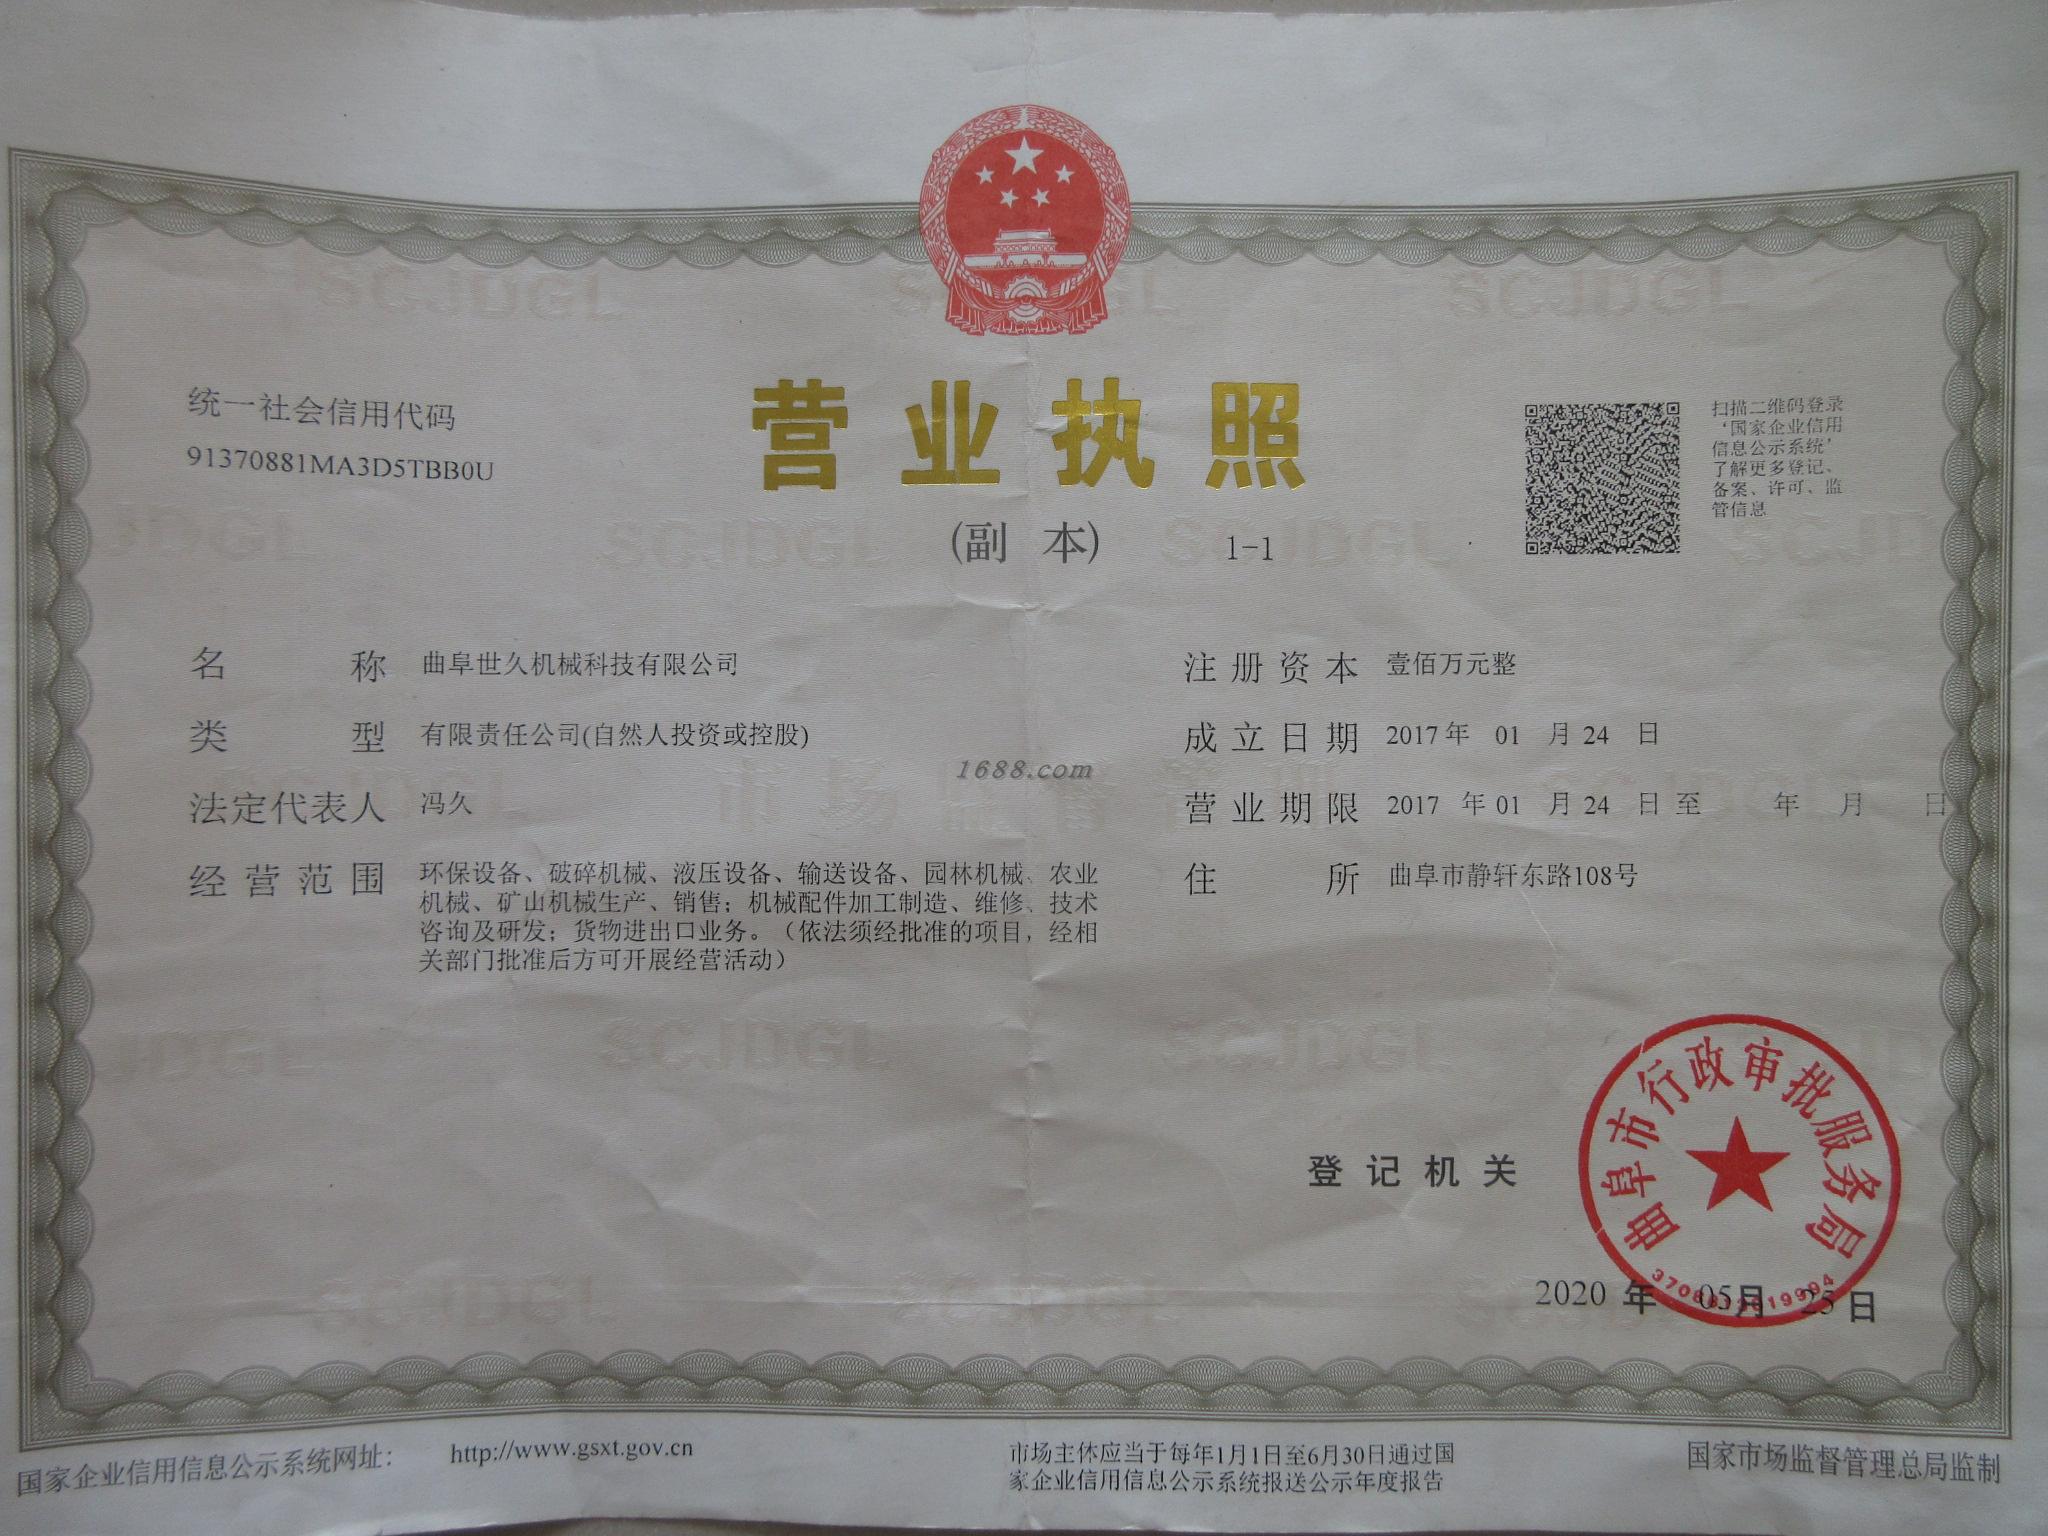 营业执照
(副 本) 1-1
统一社会信用代码
91370881MA3D5TBB0U
扫描二维码登录
‘国家企业信用
信息公示系统’
了解更多登记、
备案、许可、监
管信息
名 称 曲阜世久机械科技有限公司
类 型 有限责任公司(自然人投资或控股)
法定代表人 冯久
经营范围 环保设备、破碎机械、液压设备、输送设备、园林机械、农业
机械、矿山机械生产、销售；机械配件加工制造、维修、技术
咨询及研发；货物进出口业务。（依法须经批准的项目，经相
关部门批准后方可开展经营活动）
注册资本 壹佰万元整
成立日期 2017 年 01 月 24 日
营业期限 2017 年 01 月 24 日 至 年 月 日
住 所 曲阜市静轩东路108号
1688.com
登记机关
曲阜市行政审批服务局
2020 年 05 月 25 日
国家企业信用信息公示系统网址： http://www.gsxt.gov.cn
市场主体应当于每年1月1日至6月30日通过国
家企业信用信息公示系统报送公示年度报告
国家市场监督管理总局监制